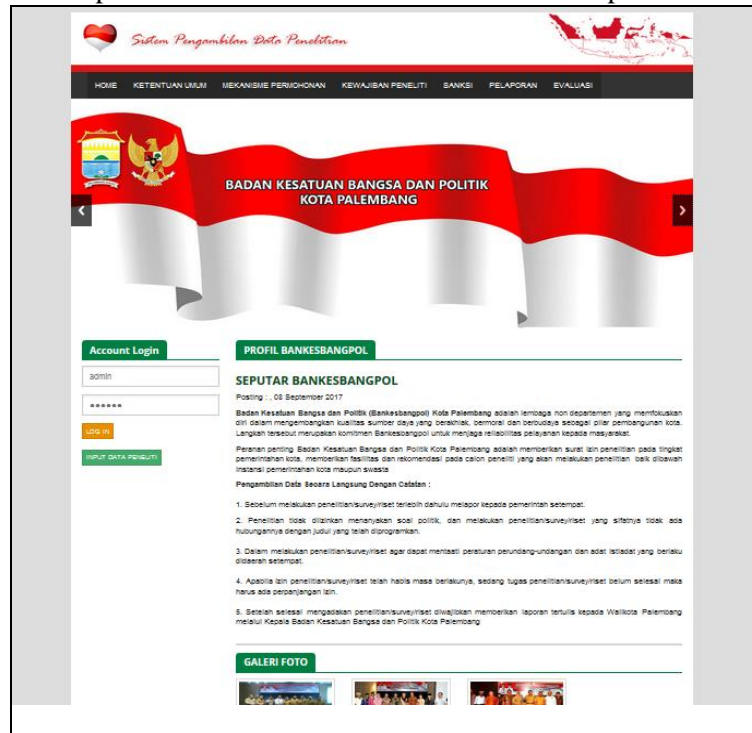 Sistem Pengambilan Data Penelitian
HOME KETENTUAN UMUM MEKANISME PERMOHONAN KEWAJIBAN PENELITI SANKSI PELAPORAN EVALUASI
BADAN KESATUAN BANGSA DAN POLITIK
KOTA PALEMBANG
Account Login
admin
LOG IN
INPUT DATA PENELITI
PROFIL BANKESBANGPOL
SEPUTAR BANKESBANGPOL
Posting : , 08 September 2017
Badan Kesatuan Bangsa dan Politik (Bankesbangpol) Kota Palembang adalah lembaga non departemen yang memfokuskan
diri dalam mengembangkan kualitas sumber daya yang berakhlak, bermoral dan berbudaya sebagai pilar pembangunan kota.
Langkah tersebut merupakan komitmen Bankesbangpol untuk menjaga reliabilitas pelayanan kepada masyarakat.
Peranan penting Badan Kesatuan Bangsa dan Politik Kota Palembang adalah memberikan surat izin penelitian pada tingkat
pemerintahan kota, memberikan fasilitas dan rekomendasi pada calon peneliti yang akan melakukan penelitian baik dibawah
instansi pemerintahan kota maupun swasta
Pengambilan Data Secara Langsung Dengan Catatan :
1. Sebelum melakukan penelitian/survey/riset terlebih dahulu melapor kepada pemerintah setempat.
2. Penelitian tidak diizinkan menanyakan soal politik, dan melakukan penelitian/survey/riset yang sifatnya tidak ada
hubungannya dengan judul yang telah diprogramkan.
3. Dalam melakukan penelitian/survey/riset agar dapat mentaati peraturan perundang-undangan dan adat istiadat yang berlaku
didaerah setempat.
4. Apabila izin penelitian/survey/riset telah habis masa berlakunya, sedang tugas penelitian/survey/riset belum selesai maka
harus ada perpanjangan izin.
5. Setelah selesai mengadakan penelitian/survey/riset diwajibkan memberikan laporan tertulis kepada Walikota Palembang
melalui Kepala Badan Kesatuan Bangsa dan Politik Kota Palembang
GALERI FOTO